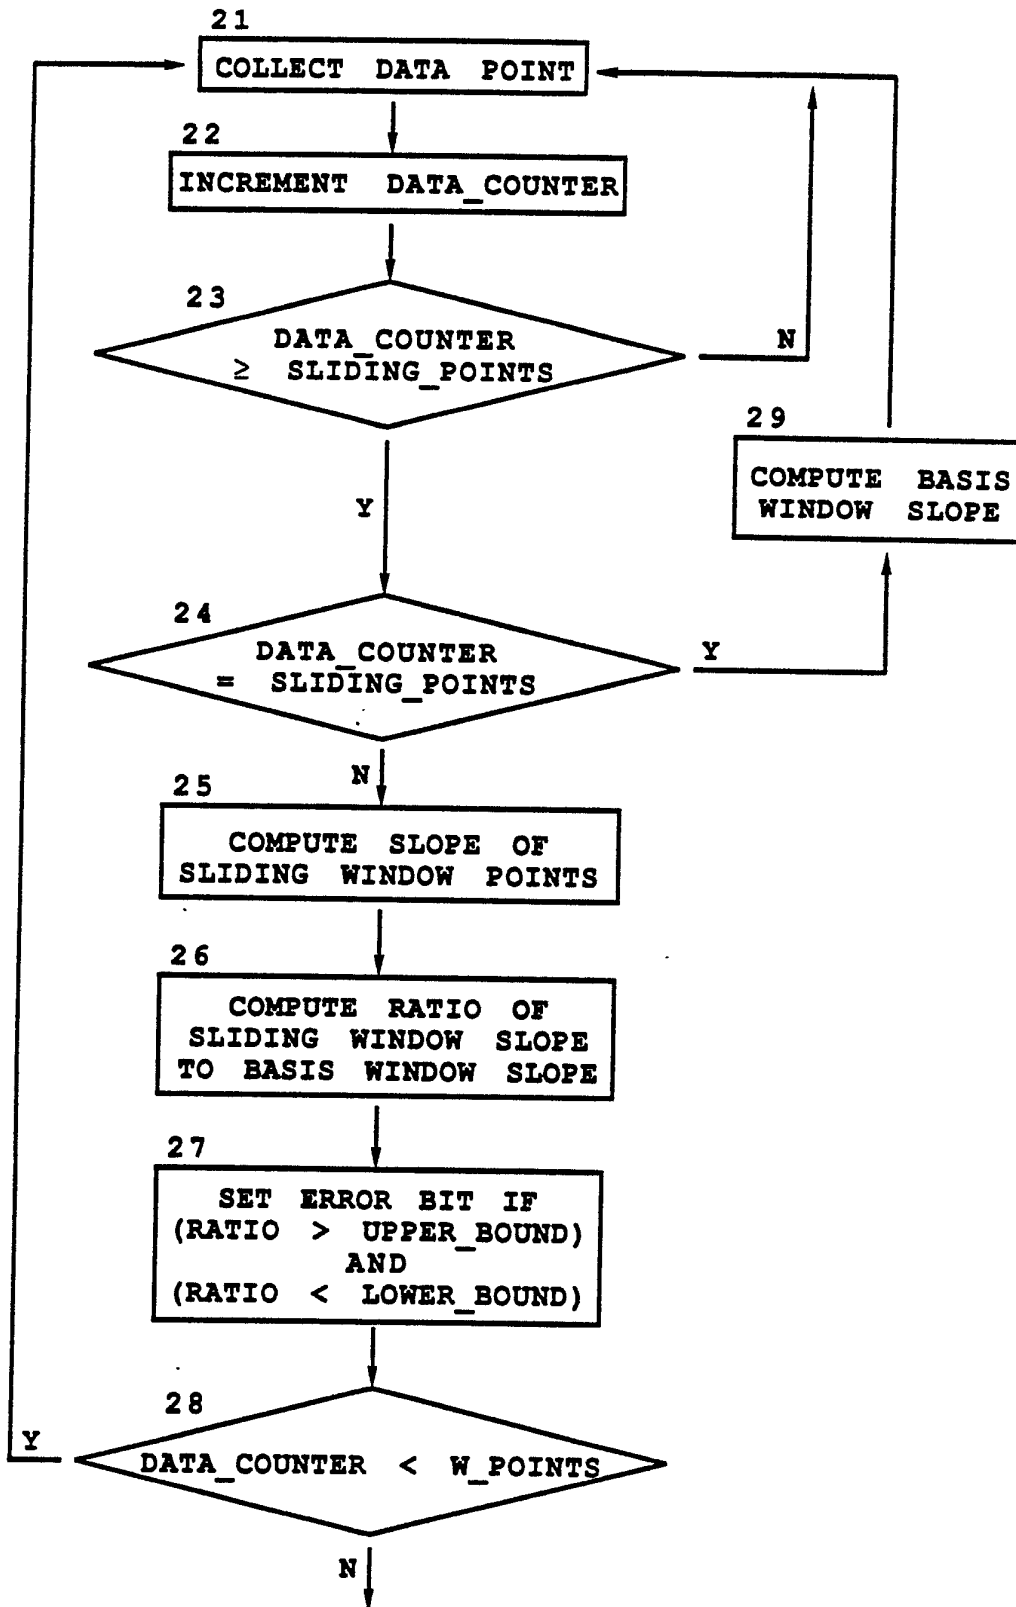 21
COLLECT DATA POINT
22
INCREMENT DATA_COUNTER
23
DATA_COUNTER
≥ SLIDING_POINTS
N
Y
29
COMPUTE BASIS
WINDOW SLOPE
24
DATA_COUNTER
= SLIDING_POINTS
Y
N
25
COMPUTE SLOPE OF
SLIDING WINDOW POINTS
26
COMPUTE RATIO OF
SLIDING WINDOW SLOPE
TO BASIS WINDOW SLOPE
27
SET ERROR BIT IF
(RATIO > UPPER_BOUND)
AND
(RATIO < LOWER_BOUND)
28
Y
DATA_COUNTER < W_POINTS
N